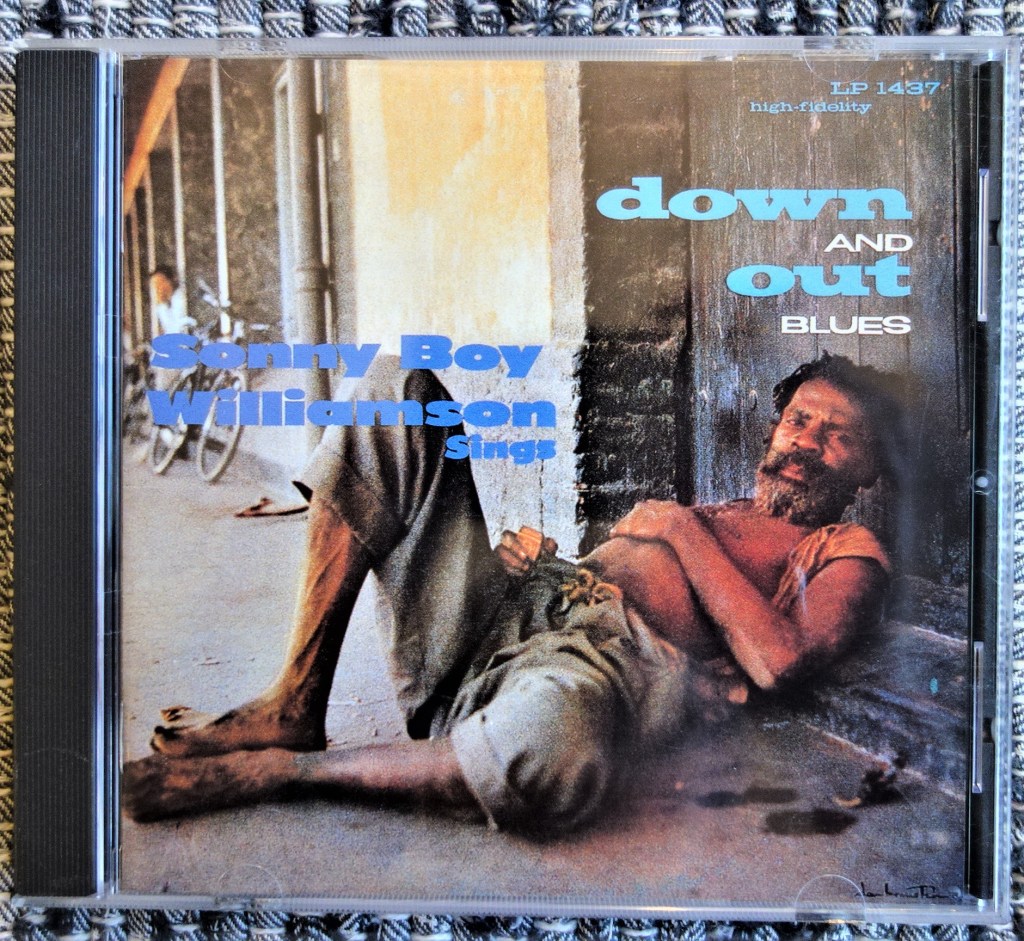 LP 1437
high-fidelity
down
AND
out
BLUES
Sonny Boy
Williamson
Sings